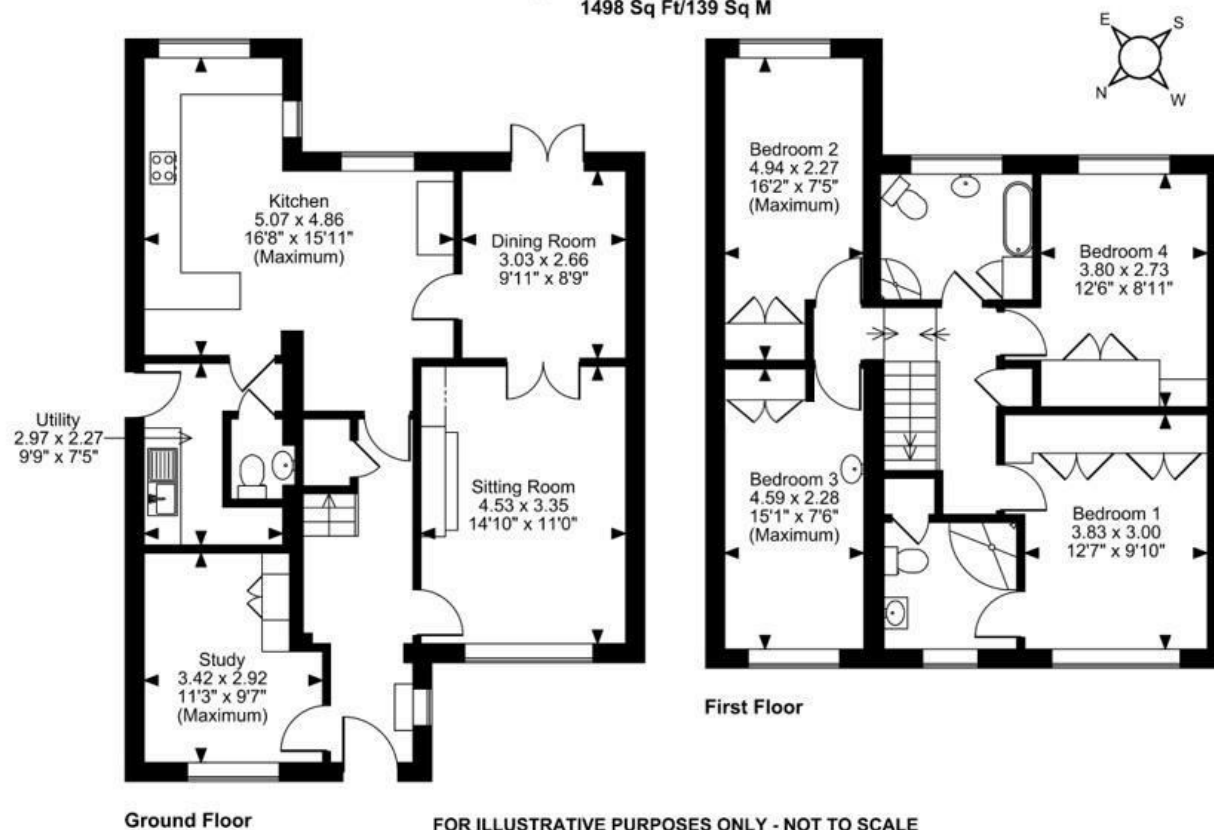 1498 Sq Ft/139 Sq M
E
S
N
W
Kitchen
5.07 x 4.86
16'8" x 15'11"
(Maximum)
Dining Room
3.03 x 2.66
9'11" x 8'9"
Utility
2.97 x 2.27
9'9" x 7'5"
Sitting Room
4.53 x 3.35
14'10" x 11'0"
Study
3.42 x 2.92
11'3" x 9'7"
(Maximum)
Ground Floor
Bedroom 2
4.94 x 2.27
16'2" x 7'5"
(Maximum)
Bedroom 4
3.80 x 2.73
12'6" x 8'11"
Bedroom 3
4.59 x 2.28
15'1" x 7'6"
(Maximum)
Bedroom 1
3.83 x 3.00
12'7" x 9'10"
First Floor
FOR ILLUSTRATIVE PURPOSES ONLY - NOT TO SCALE